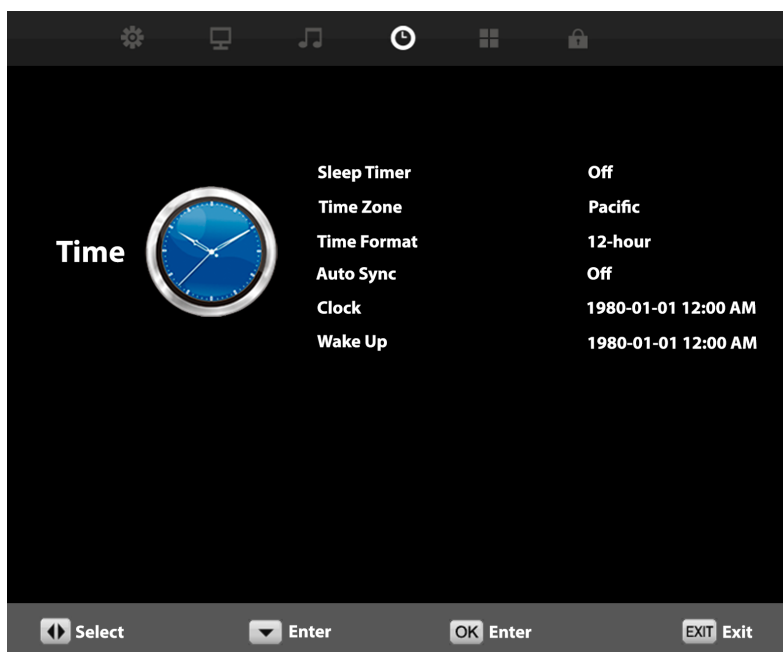 Time
Sleep Timer Off
Time Zone Pacific
Time Format 12-hour
Auto Sync Off
Clock 1980-01-01 12:00 AM
Wake Up 1980-01-01 12:00 AM
Select Enter OK Enter EXIT Exit